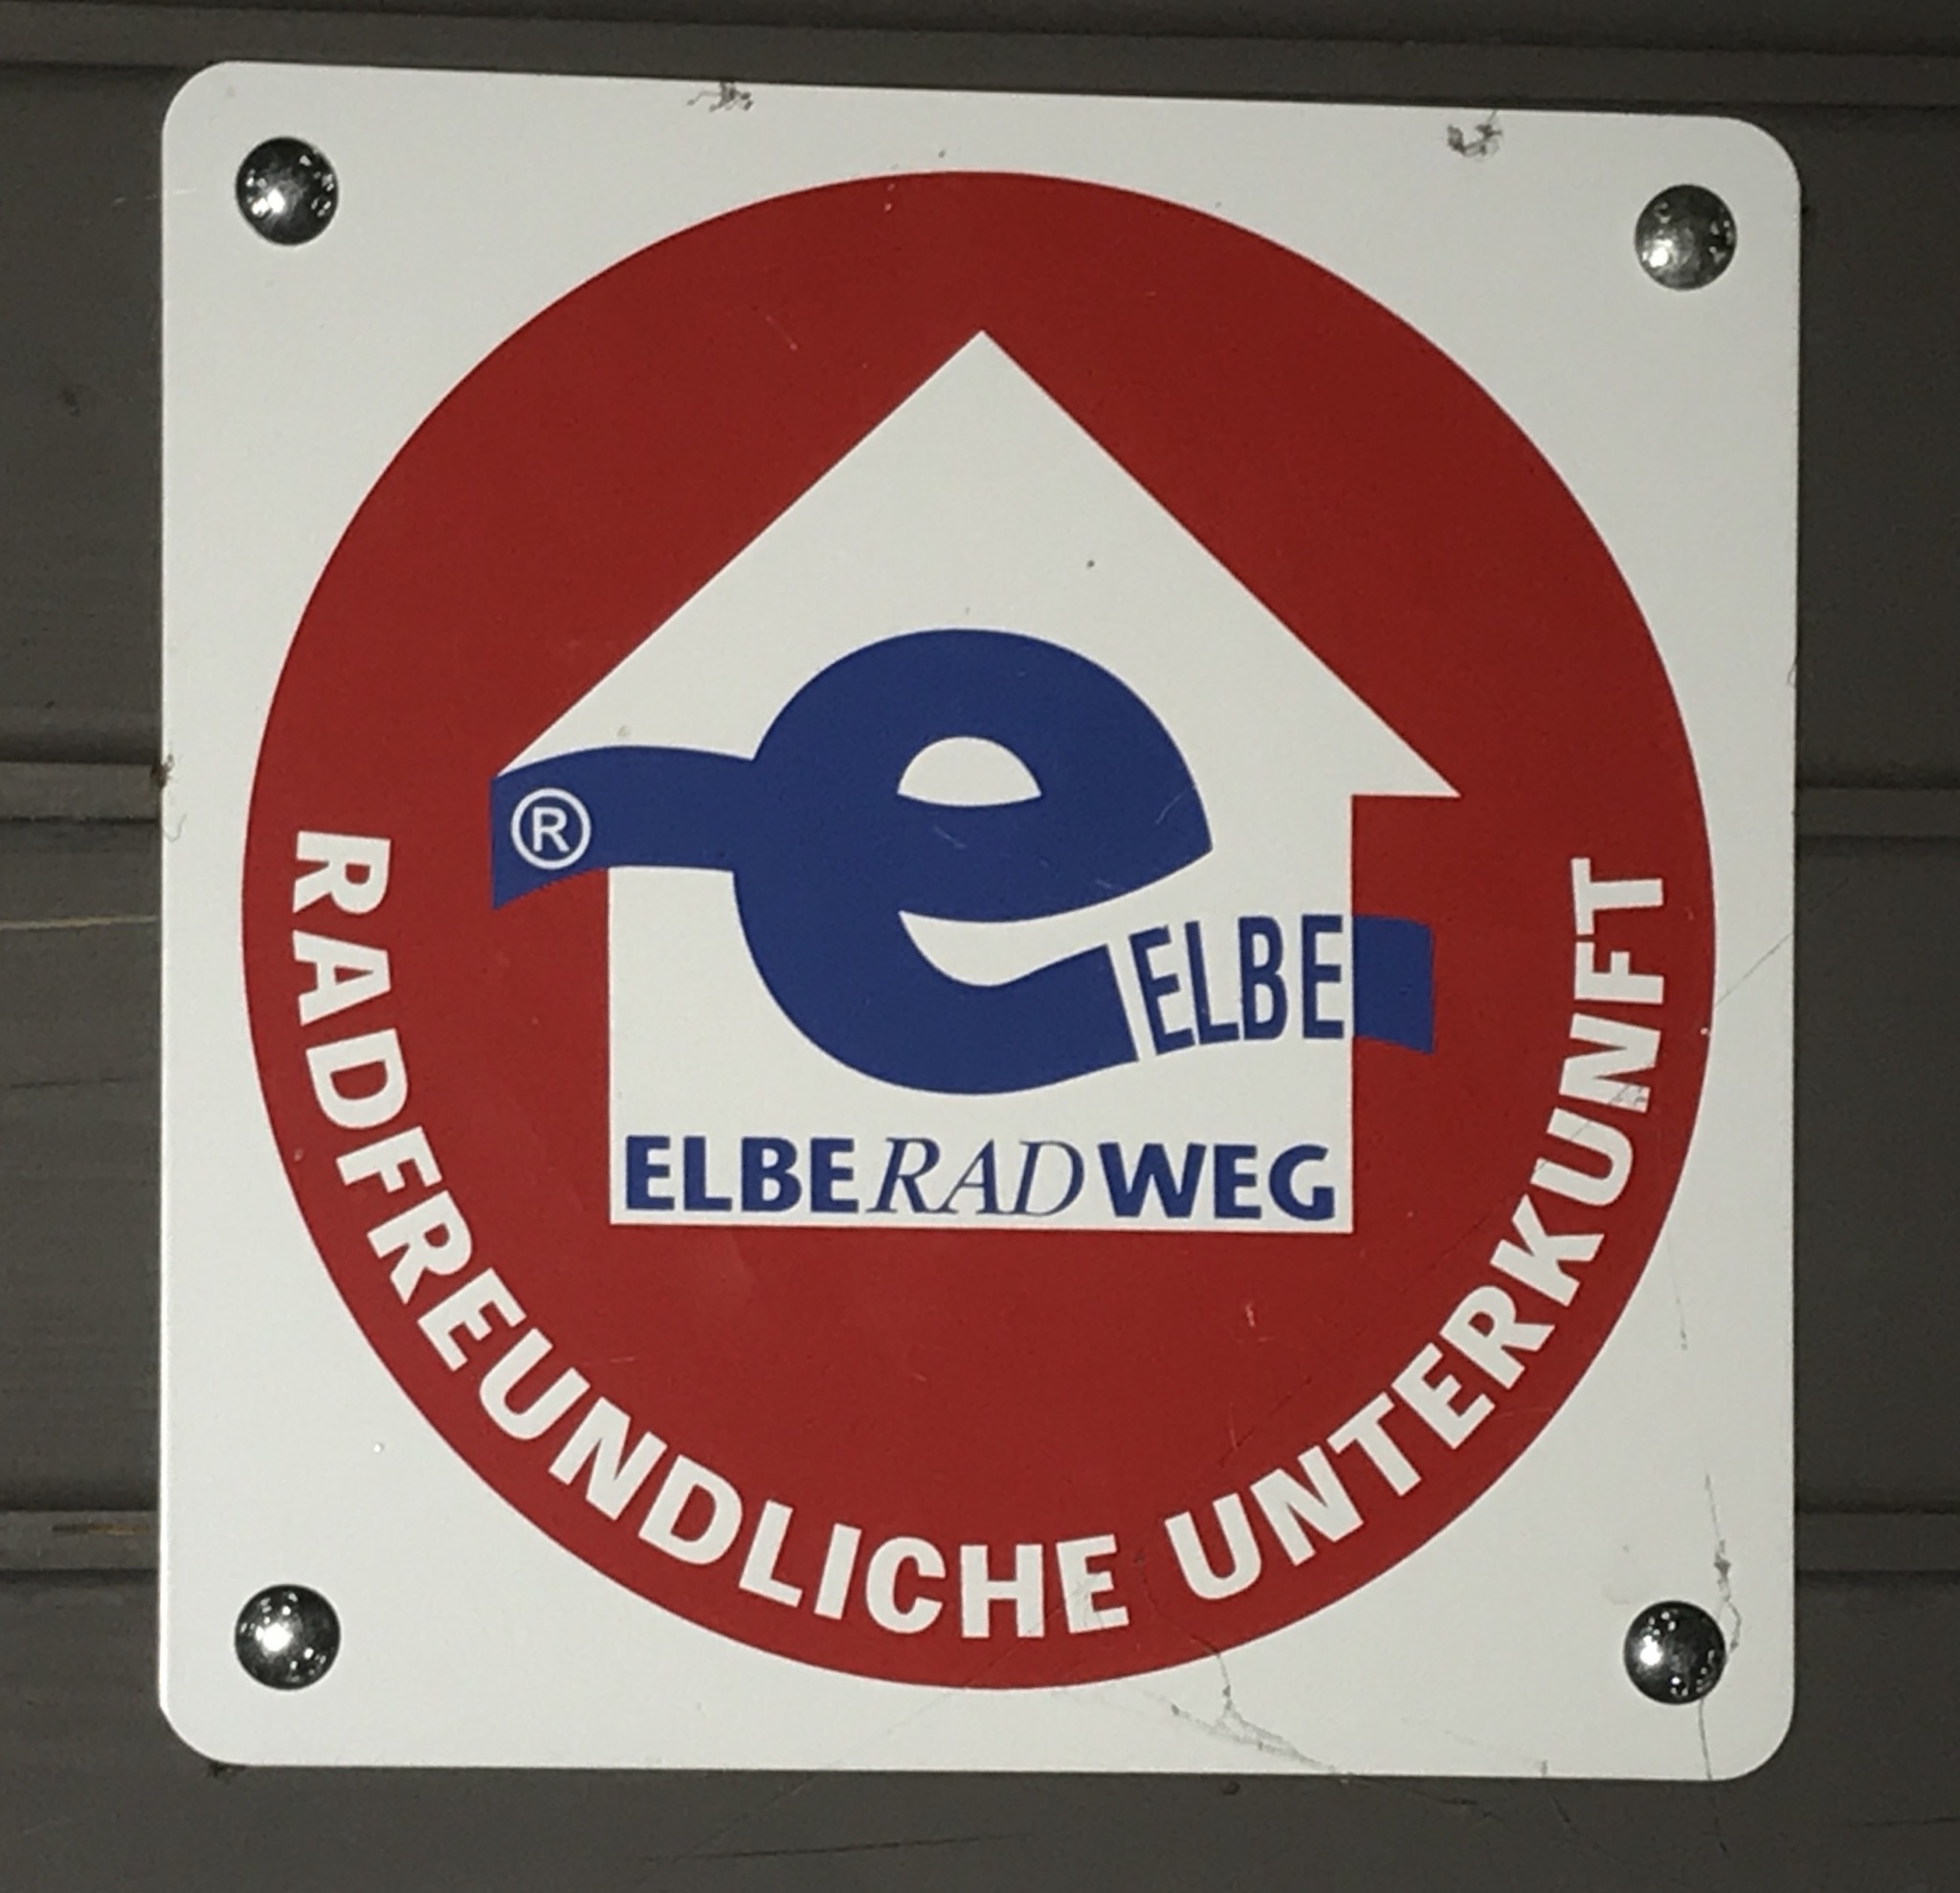 ®
ELBE
ELBERADWEG
RADFREUNDLICHE UNTERKUNFT